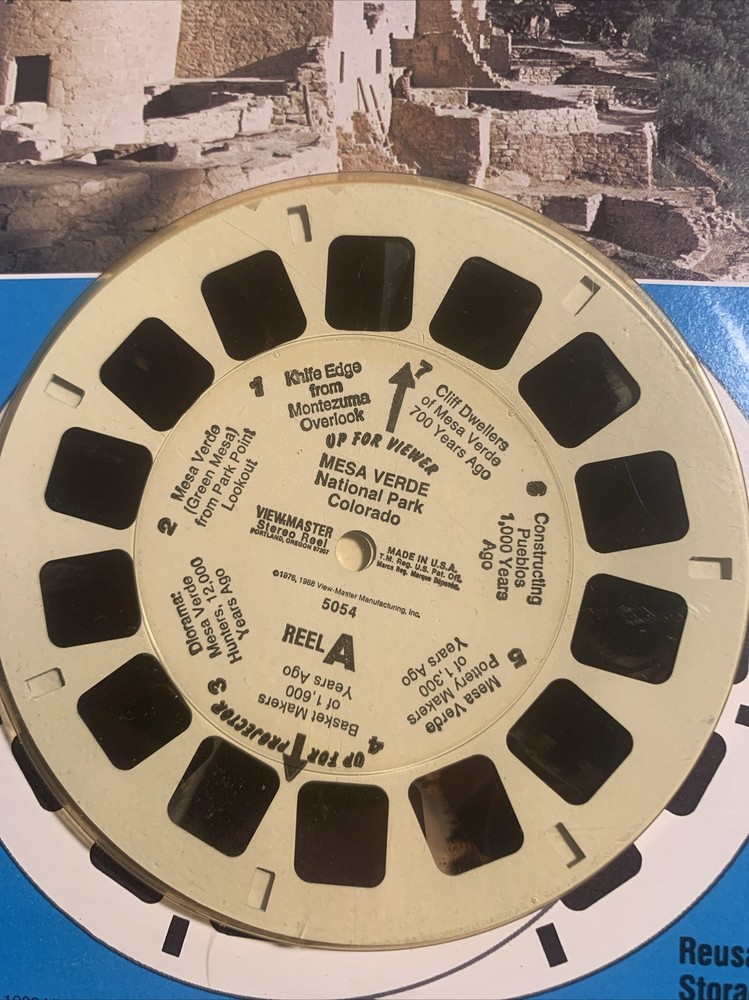 1
Knife Edge
from
Montezuma
Overlook
7
Cliff Dwellers
of Mesa Verde
700 Years Ago
UP FOR VIEWER
MESA VERDE
National Park
Colorado
2
Mesa Verde
(Green Mesa)
from Park Point
Lookout
6
Constructing
Pueblos
1,000 Years
Ago
VIEW-MASTER
Stereo Reel
PORTLAND, OREGON 97207
MADE IN U.S.A.
T.M. Reg. U.S. Pat. Off.
Marca Reg. Marque Déposée.
©1976, 1988 View-Master Manufacturing, Inc.
5054
REEL A
3
Diorama:
Mesa Verde
Hunters, 12,000
Years Ago
5
Mesa Verde
Pottery Makers
of 1,300
Years Ago
4
Basket Makers
of 1,600
Years Ago
UP FOR PROJECTOR
Reusa
Stora